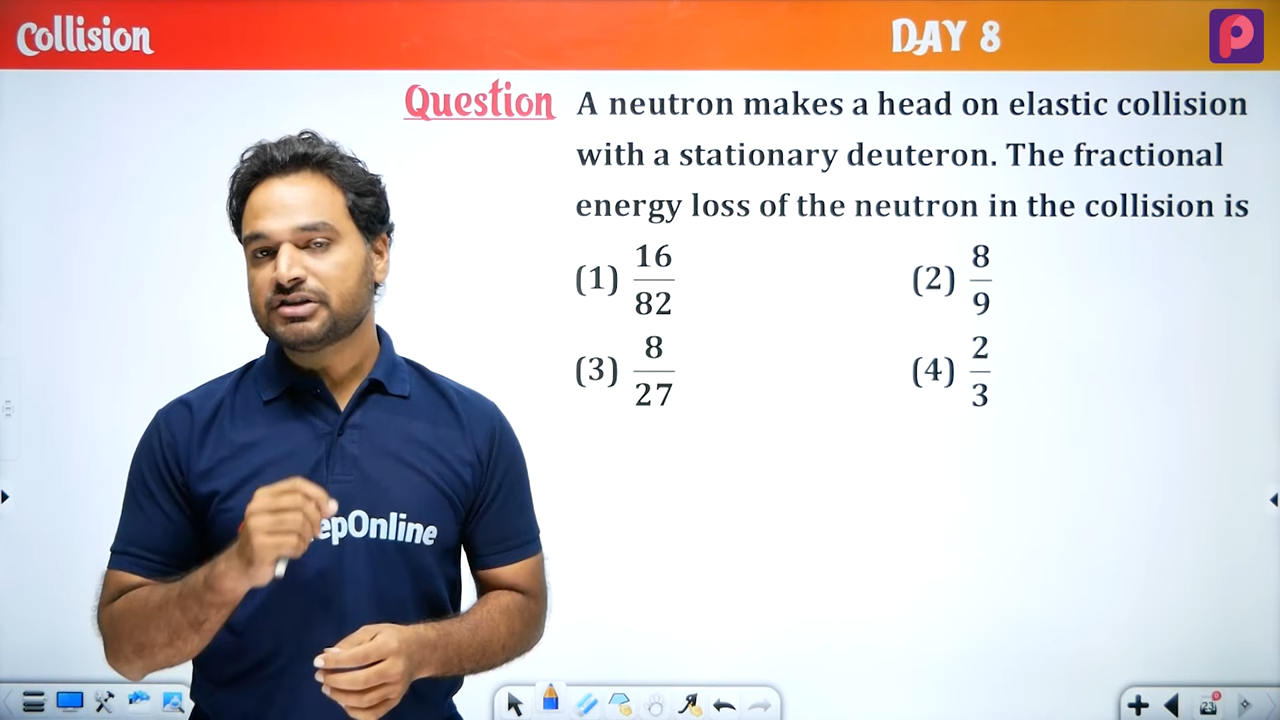 Collision
DAY 8
Question A neutron makes a head on elastic collision
with a stationary deuteron. The fractional
energy loss of the neutron in the collision is
(1) 16/82 (2) 8/9
(3) 8/27 (4) 2/3
epOnline
23